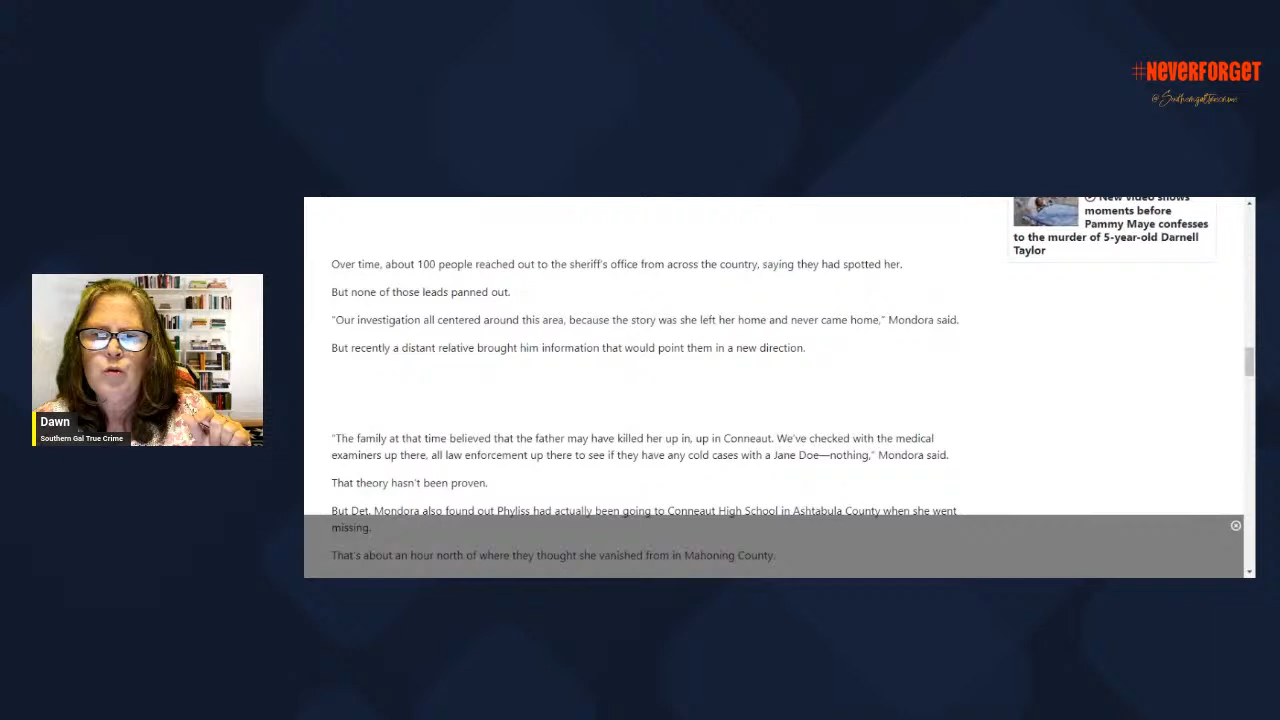 #NEVERFORGET
@Southerngaltruecrime
New video shows
moments before
Pammy Maye confesses
to the murder of 5-year-old Darnell
Taylor
Over time, about 100 people reached out to the sheriff's office from across the country, saying they had spotted her.
But none of those leads panned out.
"Our investigation all centered around this area, because the story was she left her home and never came home," Mondora said.
But recently a distant relative brought him information that would point them in a new direction.
"The family at that time believed that the father may have killed her up in, up in Conneaut. We've checked with the medical
examiners up there, all law enforcement up there to see if they have any cold cases with a Jane Doe—nothing," Mondora said.
That theory hasn't been proven.
But Det. Mondora also found out Phyliss had actually been going to Conneaut High School in Ashtabula County when she went
missing.
That's about an hour north of where they thought she vanished from in Mahoning County.
Dawn
Southern Gal True Crime